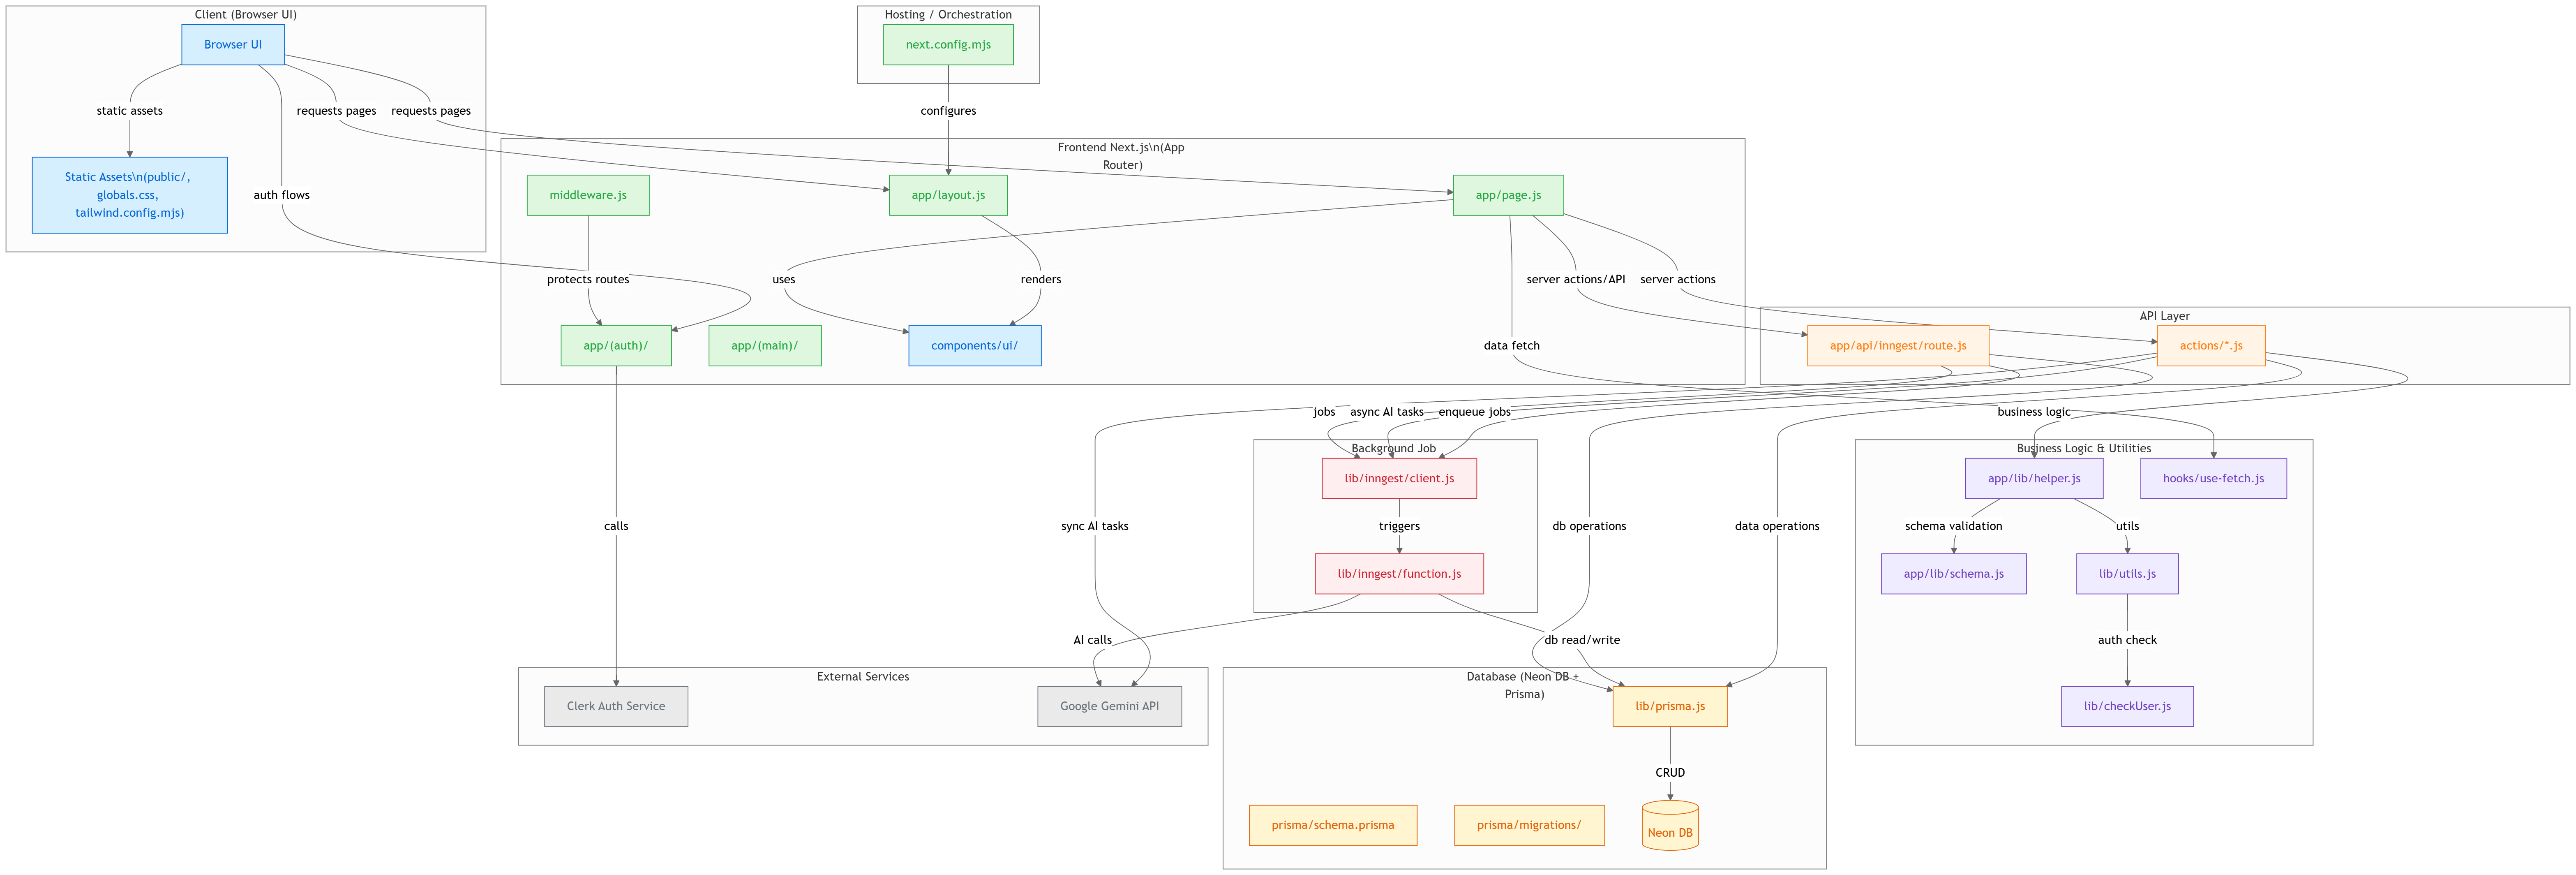 Client (Browser UI)
Browser UI
static assets
requests pages
requests pages
Static Assets\n(public/,
globals.css,
tailwind.config.mjs)
auth flows
Hosting / Orchestration
next.config.mjs
configures
Frontend Next.js\n(App
Router)
middleware.js
app/layout.js
app/page.js
protects routes
uses
renders
server actions/API
server actions
app/(auth)/
app/(main)/
components/ui/
data fetch
API Layer
app/api/inngest/route.js
actions/*.js
jobs
async AI tasks
enqueue jobs
business logic
Background Job
lib/inngest/client.js
triggers
lib/inngest/function.js
calls
sync AI tasks
db operations
data operations
Business Logic & Utilities
app/lib/helper.js
hooks/use-fetch.js
schema validation
utils
app/lib/schema.js
lib/utils.js
auth check
lib/checkUser.js
AI calls
db read/write
External Services
Clerk Auth Service
Google Gemini API
Database (Neon DB +
Prisma)
lib/prisma.js
CRUD
prisma/schema.prisma
prisma/migrations/
Neon DB